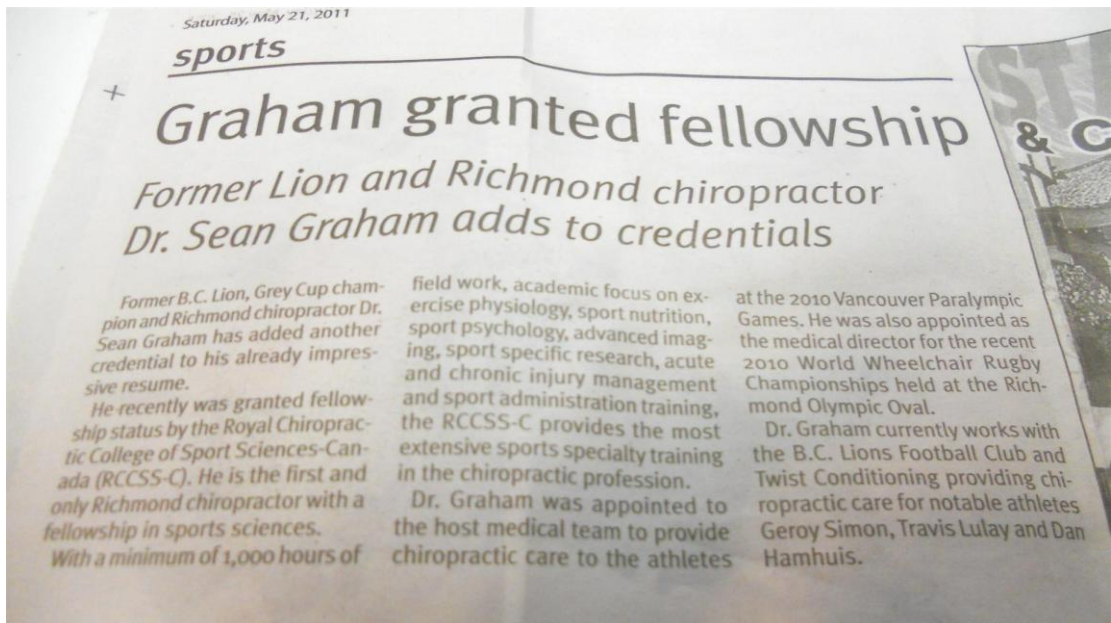 Saturday, May 21, 2011
sports
Graham granted fellowship
Former Lion and Richmond chiropractor
Dr. Sean Graham adds to credentials
Former B.C. Lion, Grey Cup cham-
pion and Richmond chiropractor Dr.
Sean Graham has added another
credential to his already impres-
sive resume.
He recently was granted fellow-
ship status by the Royal Chiroprac-
tic College of Sport Sciences-Can-
ada (RCCSS-C). He is the first and
only Richmond chiropractor with a
fellowship in sports sciences.
With a minimum of 1,000 hours of
field work, academic focus on ex-
ercise physiology, sport nutrition,
sport psychology, advanced imag-
ing, sport specific research, acute
and chronic injury management
and sport administration training,
the RCCSS-C provides the most
extensive sports specialty training
in the chiropractic profession.
Dr. Graham was appointed to
the host medical team to provide
chiropractic care to the athletes
at the 2010 Vancouver Paralympic
Games. He was also appointed as
the medical director for the recent
2010 World Wheelchair Rugby
Championships held at the Rich-
mond Olympic Oval.
Dr. Graham currently works with
the B.C. Lions Football Club and
Twist Conditioning providing chi-
ropractic care for notable athletes
Geroy Simon, Travis Lulay and Dan
Hamhuis.
ST
& C